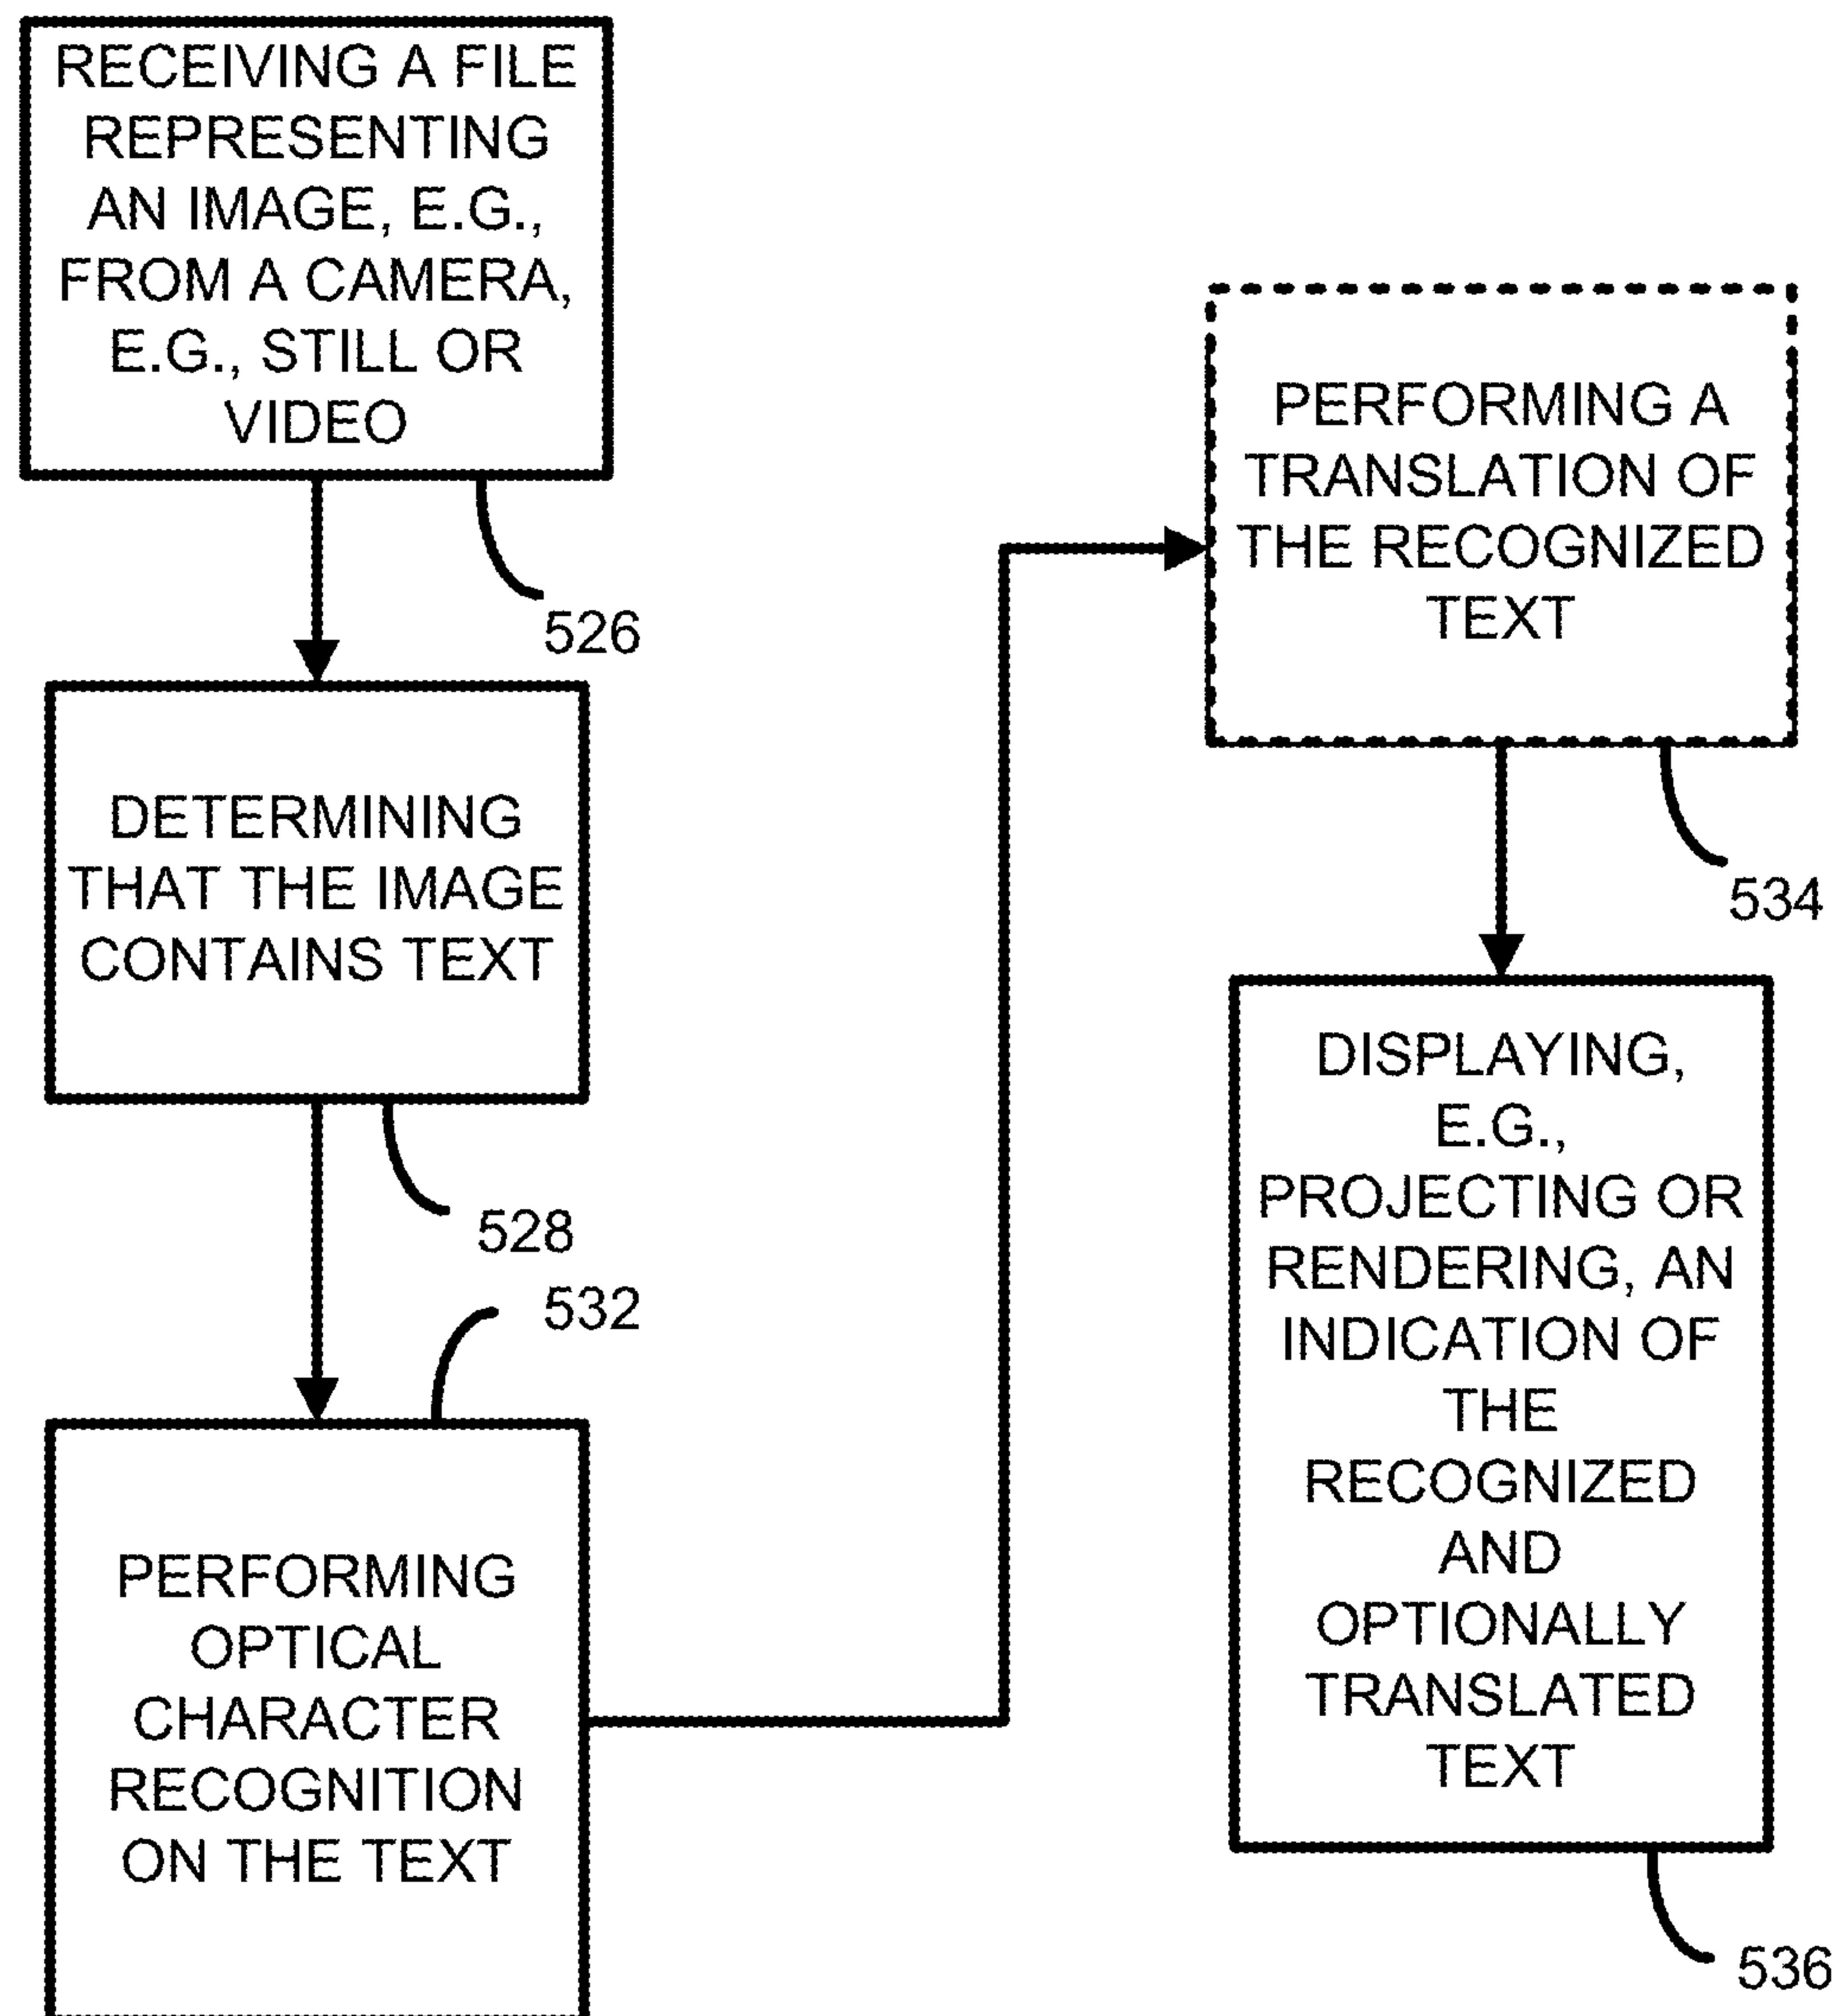 RECEIVING A FILE
REPRESENTING
AN IMAGE, E.G.,
FROM A CAMERA,
E.G., STILL OR
VIDEO
526
DETERMINING
THAT THE IMAGE
CONTAINS TEXT
528
532
PERFORMING
OPTICAL
CHARACTER
RECOGNITION
ON THE TEXT
PERFORMING A
TRANSLATION OF
THE RECOGNIZED
TEXT
534
DISPLAYING,
E.G.,
PROJECTING OR
RENDERING, AN
INDICATION OF
THE
RECOGNIZED
AND
OPTIONALLY
TRANSLATED
TEXT
536